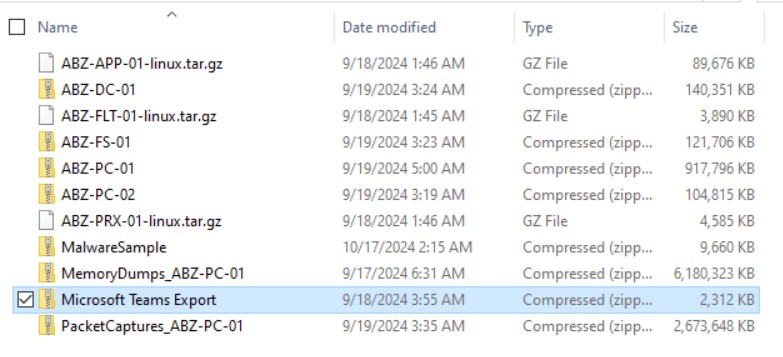 Name Date modified Type Size
ABZ-APP-01-linux.tar.gz 9/18/2024 1:46 AM GZ File 89,676 KB
ABZ-DC-01 9/19/2024 3:24 AM Compressed (zipp... 140,351 KB
ABZ-FLT-01-linux.tar.gz 9/18/2024 1:45 AM GZ File 3,890 KB
ABZ-FS-01 9/19/2024 3:23 AM Compressed (zipp... 121,706 KB
ABZ-PC-01 9/19/2024 5:00 AM Compressed (zipp... 917,796 KB
ABZ-PC-02 9/19/2024 3:19 AM Compressed (zipp... 104,815 KB
ABZ-PRX-01-linux.tar.gz 9/18/2024 1:46 AM GZ File 4,585 KB
MalwareSample 10/17/2024 2:15 AM Compressed (zipp... 9,660 KB
MemoryDumps_ABZ-PC-01 9/17/2024 6:31 AM Compressed (zipp... 6,180,323 KB
Microsoft Teams Export 9/18/2024 3:55 AM Compressed (zipp... 2,312 KB
PacketCaptures_ABZ-PC-01 9/19/2024 3:35 AM Compressed (zipp... 2,673,648 KB